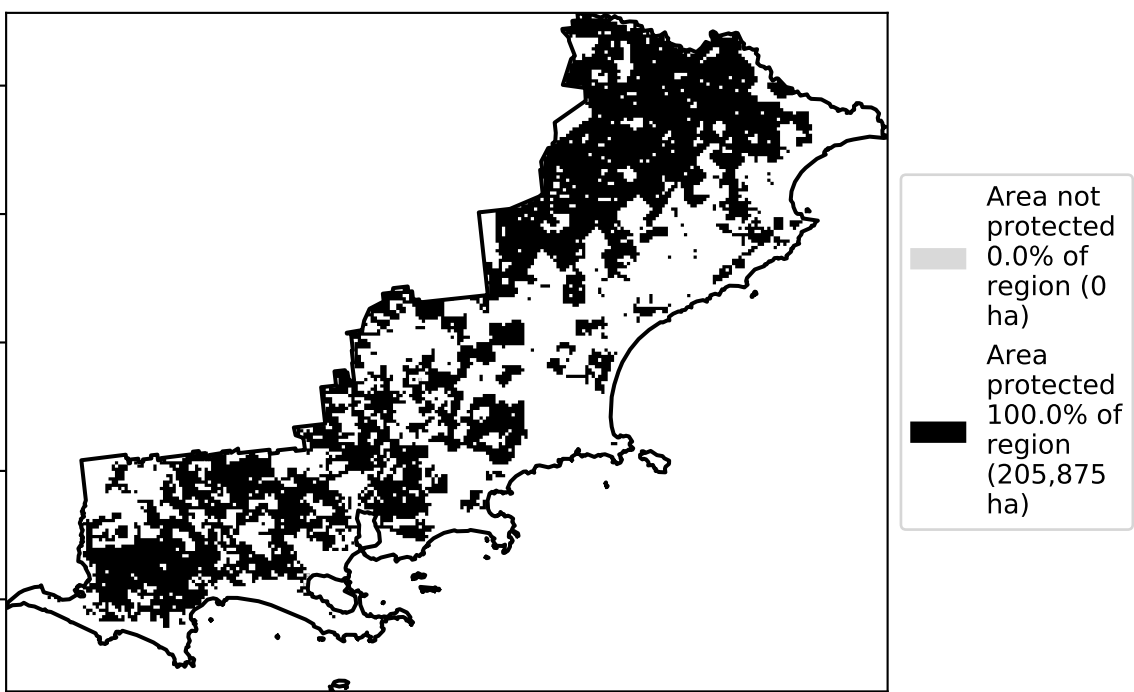 Area not
protected
0.0% of
region (0
ha)
Area
protected
100.0% of
region
(205,875
ha)